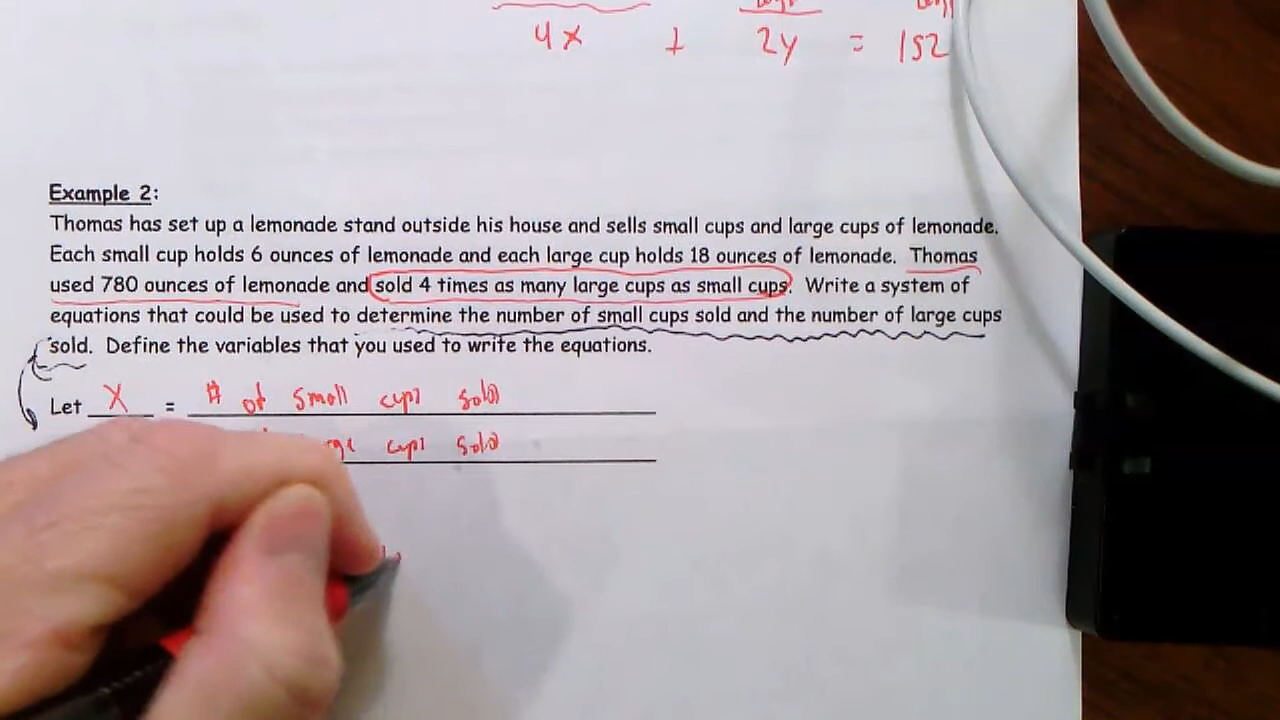 4x + 2y = 152
Example 2:
Thomas has set up a lemonade stand outside his house and sells small cups and large cups of lemonade.
Each small cup holds 6 ounces of lemonade and each large cup holds 18 ounces of lemonade. Thomas
used 780 ounces of lemonade and sold 4 times as many large cups as small cups. Write a system of
equations that could be used to determine the number of small cups sold and the number of large cups
sold. Define the variables that you used to write the equations.
Let X = # of small cups sold
cups sold